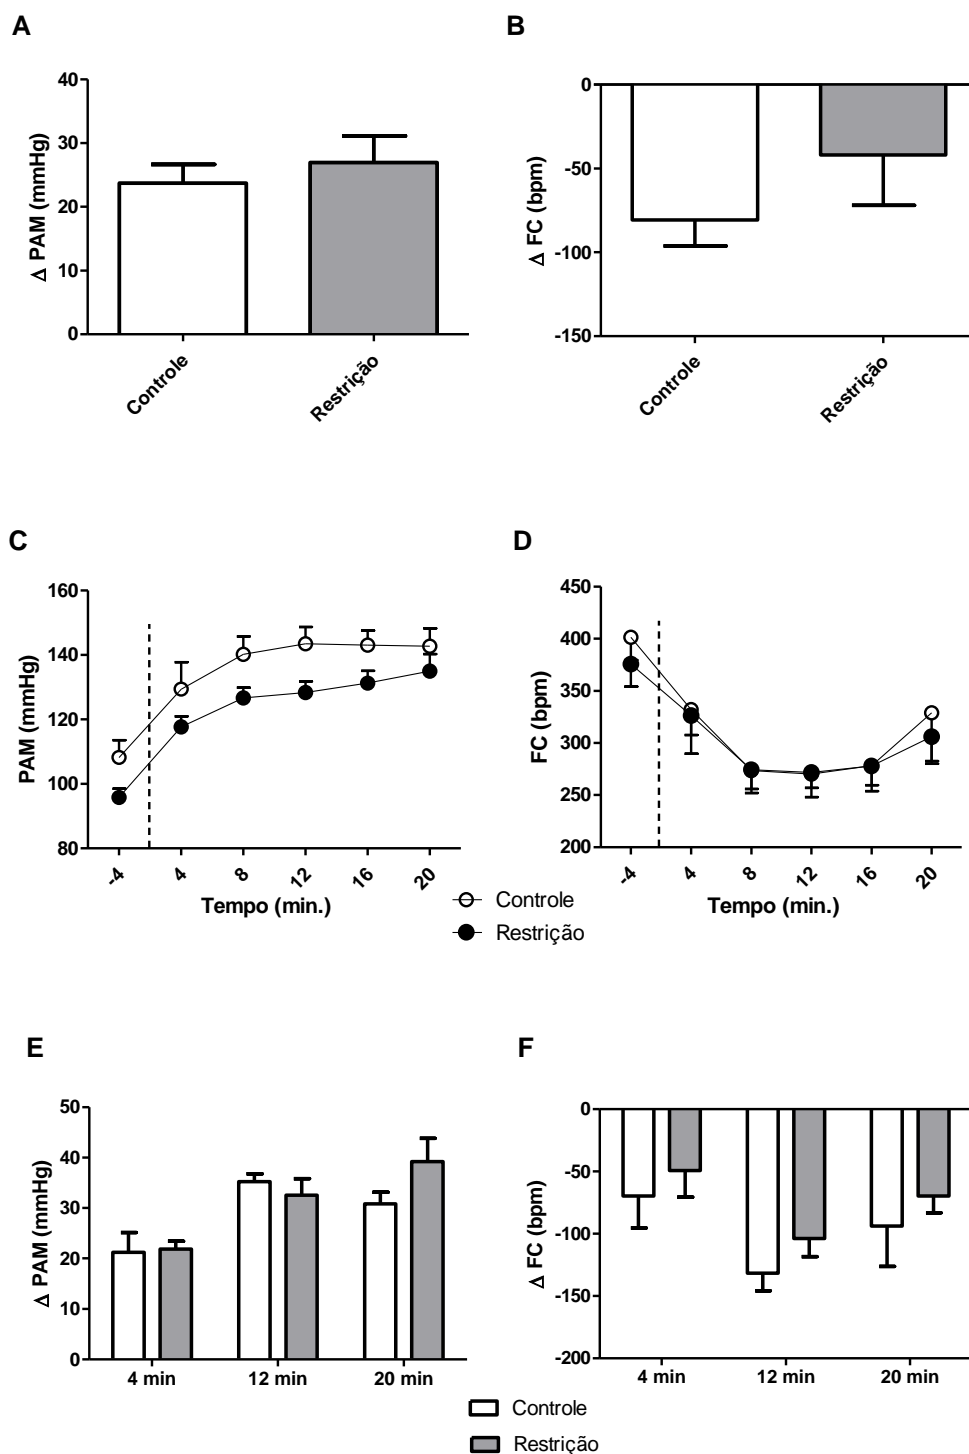 A
Δ PAM (mmHg)
40
30
20
10
0
Controle
Restrição
B
Δ FC (bpm)
0
-50
-100
-150
Controle
Restrição
C
PAM (mmHg)
160
140
120
100
80
-4
4
8
12
16
20
Tempo (min.)
D
FC (bpm)
450
400
350
300
250
200
-4
4
8
12
16
20
Tempo (min.)
Controle
Restrição
E
Δ PAM (mmHg)
50
40
30
20
10
0
4 min
12 min
20 min
F
Δ FC (bpm)
0
-50
-100
-150
-200
4 min
12 min
20 min
Controle
Restrição